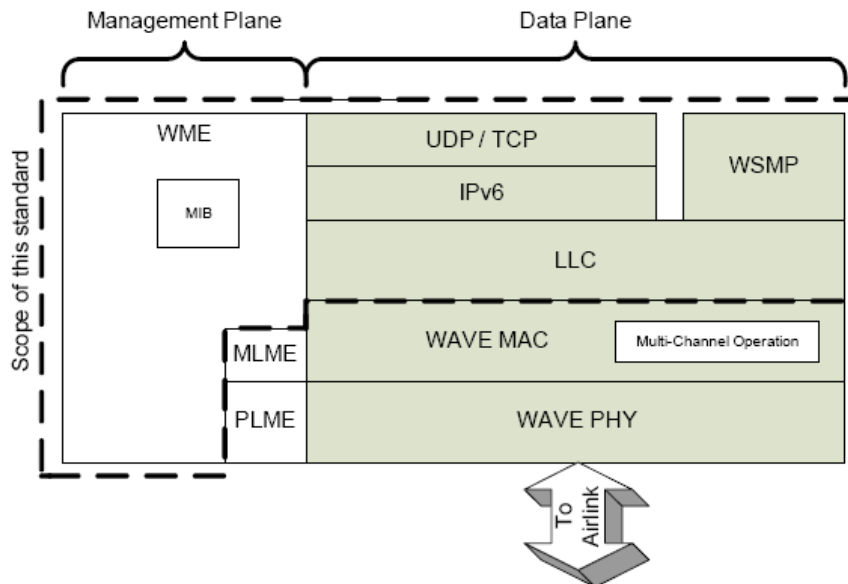 Management Plane
Data Plane
Scope of this standard
WME
MIB
UDP / TCP
WSMP
IPv6
LLC
MLME
WAVE MAC
Multi-Channel Operation
PLME
WAVE PHY
To
Airlink